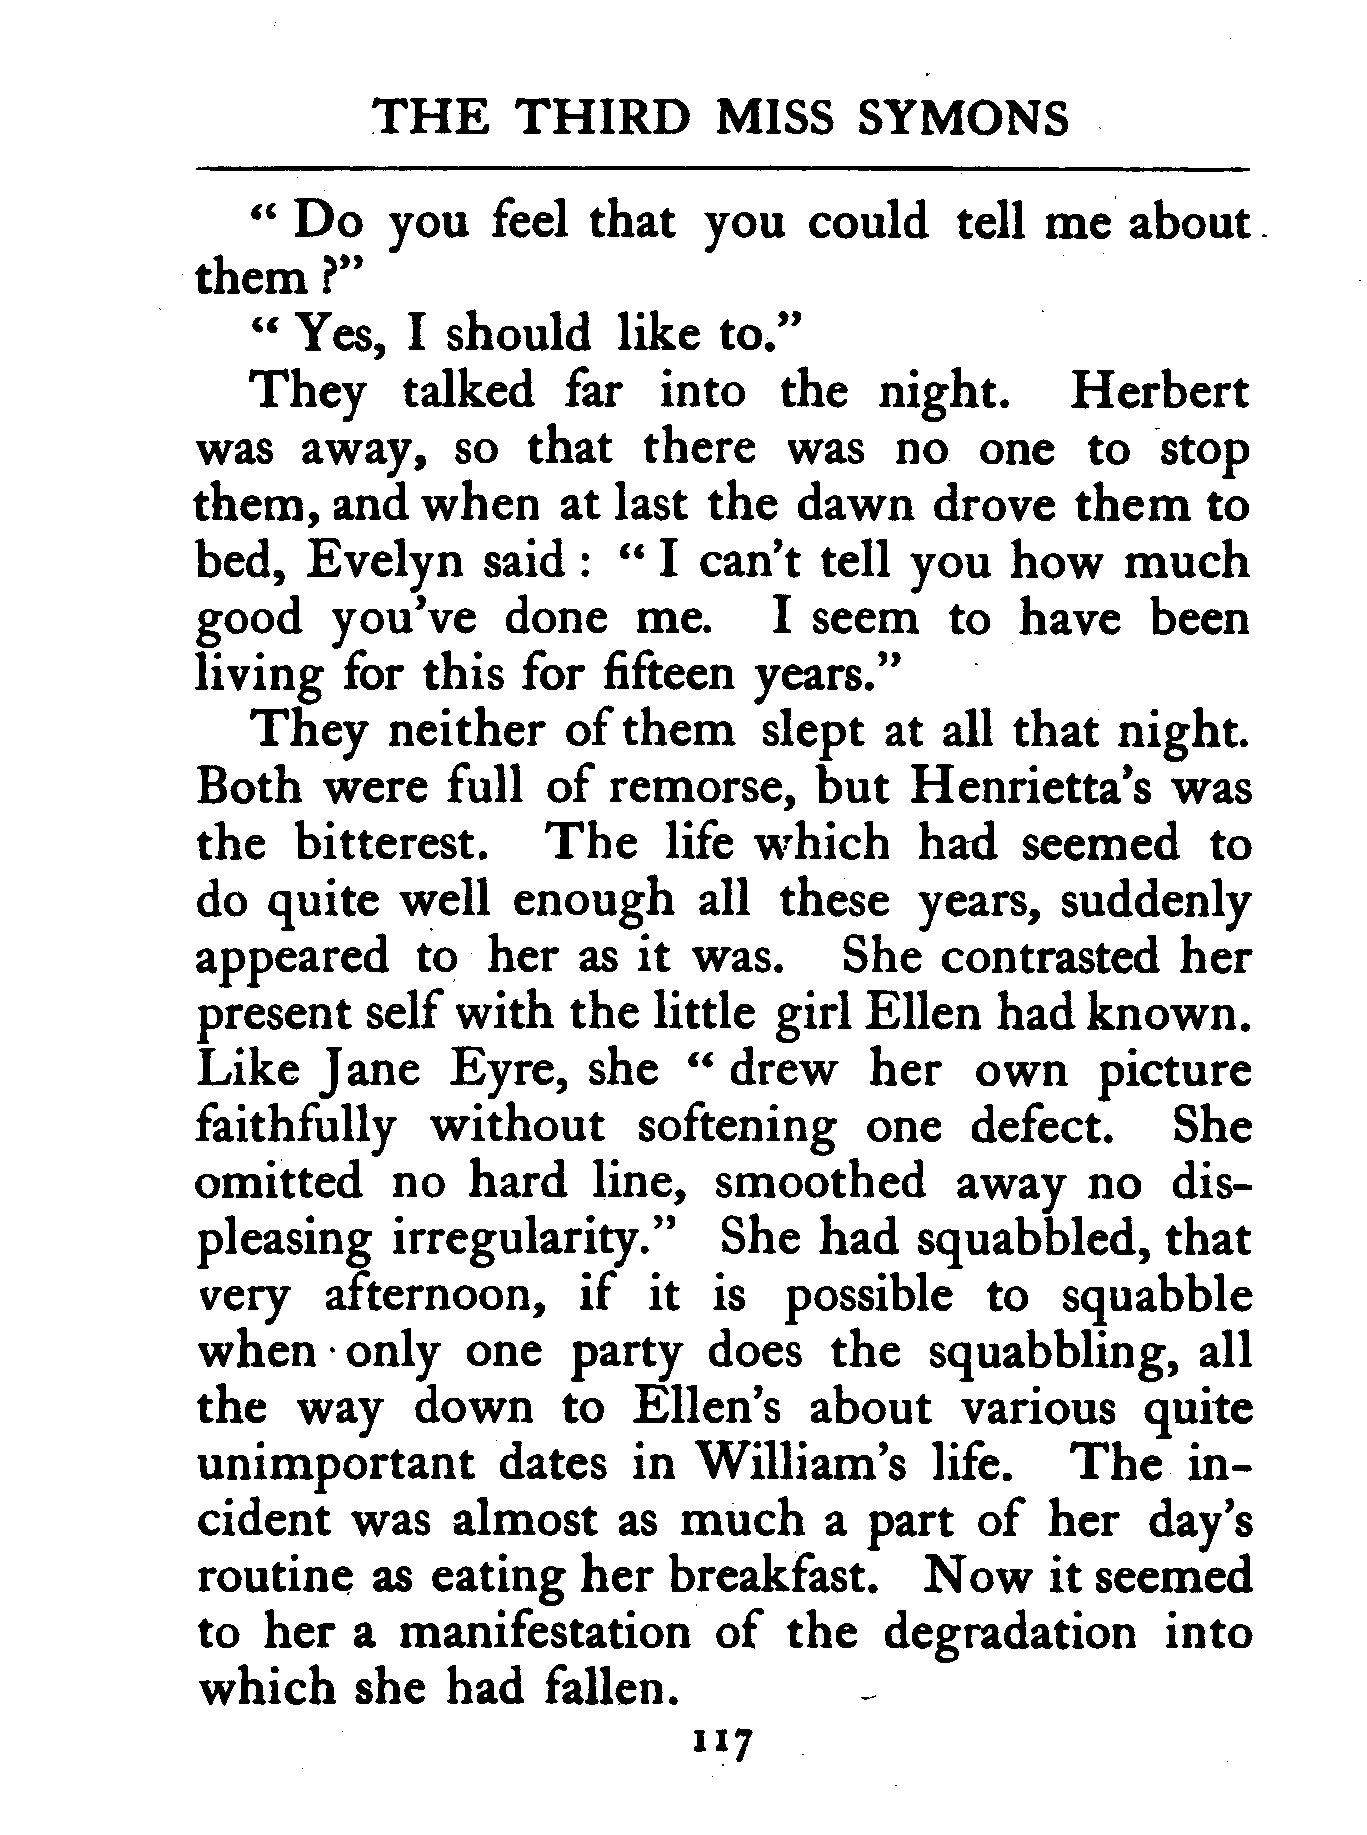 THE THIRD MISS SYMONS
“ Do you feel that you could tell me about
them ?”
“ Yes, I should like to.”
They talked far into the night. Herbert
was away, so that there was no one to stop
them, and when at last the dawn drove them to
bed, Evelyn said : “ I can’t tell you how much
good you’ve done me. I seem to have been
living for this for fifteen years.”
They neither of them slept at all that night.
Both were full of remorse, but Henrietta’s was
the bitterest. The life which had seemed to
do quite well enough all these years, suddenly
appeared to her as it was. She contrasted her
present self with the little girl Ellen had known.
Like Jane Eyre, she “ drew her own picture
faithfully without softening one defect. She
omitted no hard line, smoothed away no dis-
pleasing irregularity.” She had squabbled, that
very afternoon, if it is possible to squabble
when only one party does the squabbling, all
the way down to Ellen’s about various quite
unimportant dates in William’s life. The in-
cident was almost as much a part of her day’s
routine as eating her breakfast. Now it seemed
to her a manifestation of the degradation into
which she had fallen.
117